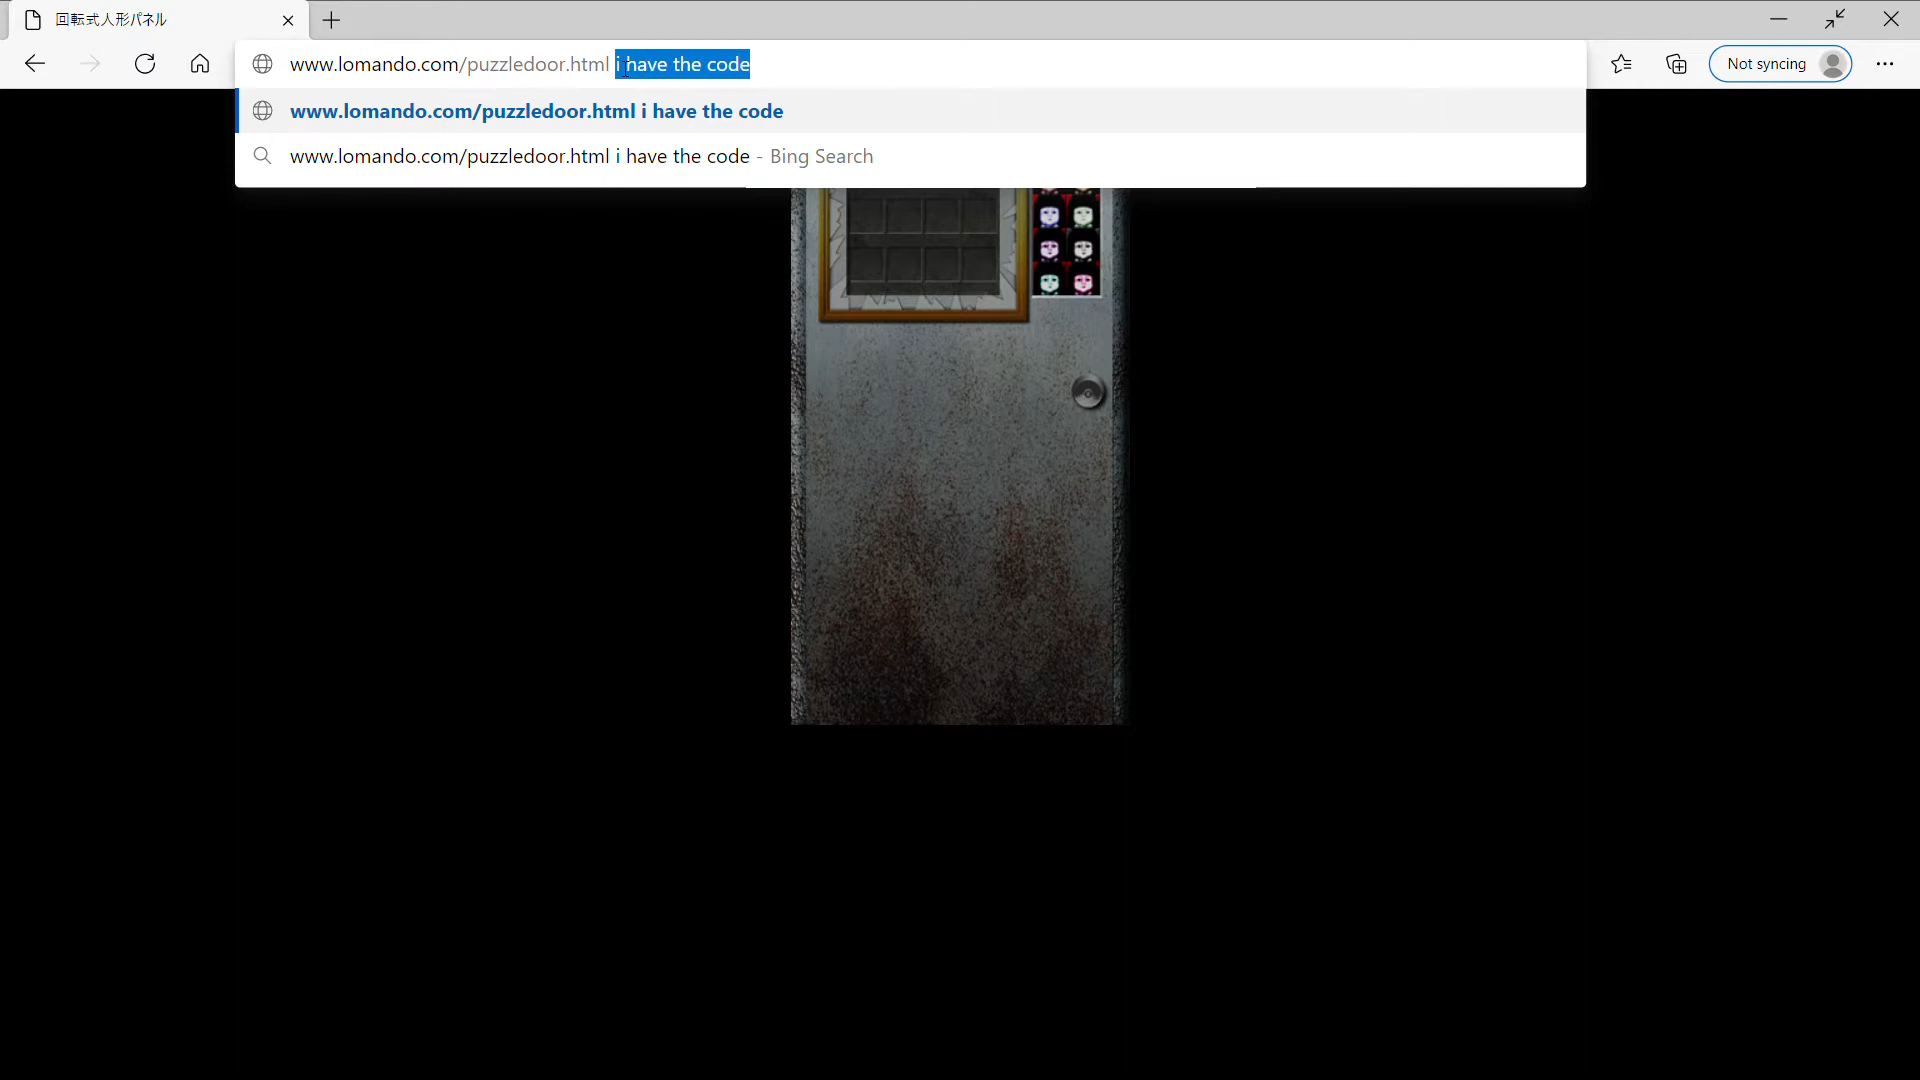 回転式人形パネル
www.lomando.com/puzzledoor.html i have the code
Not syncing
www.lomando.com/puzzledoor.html i have the code
www.lomando.com/puzzledoor.html i have the code - Bing Search